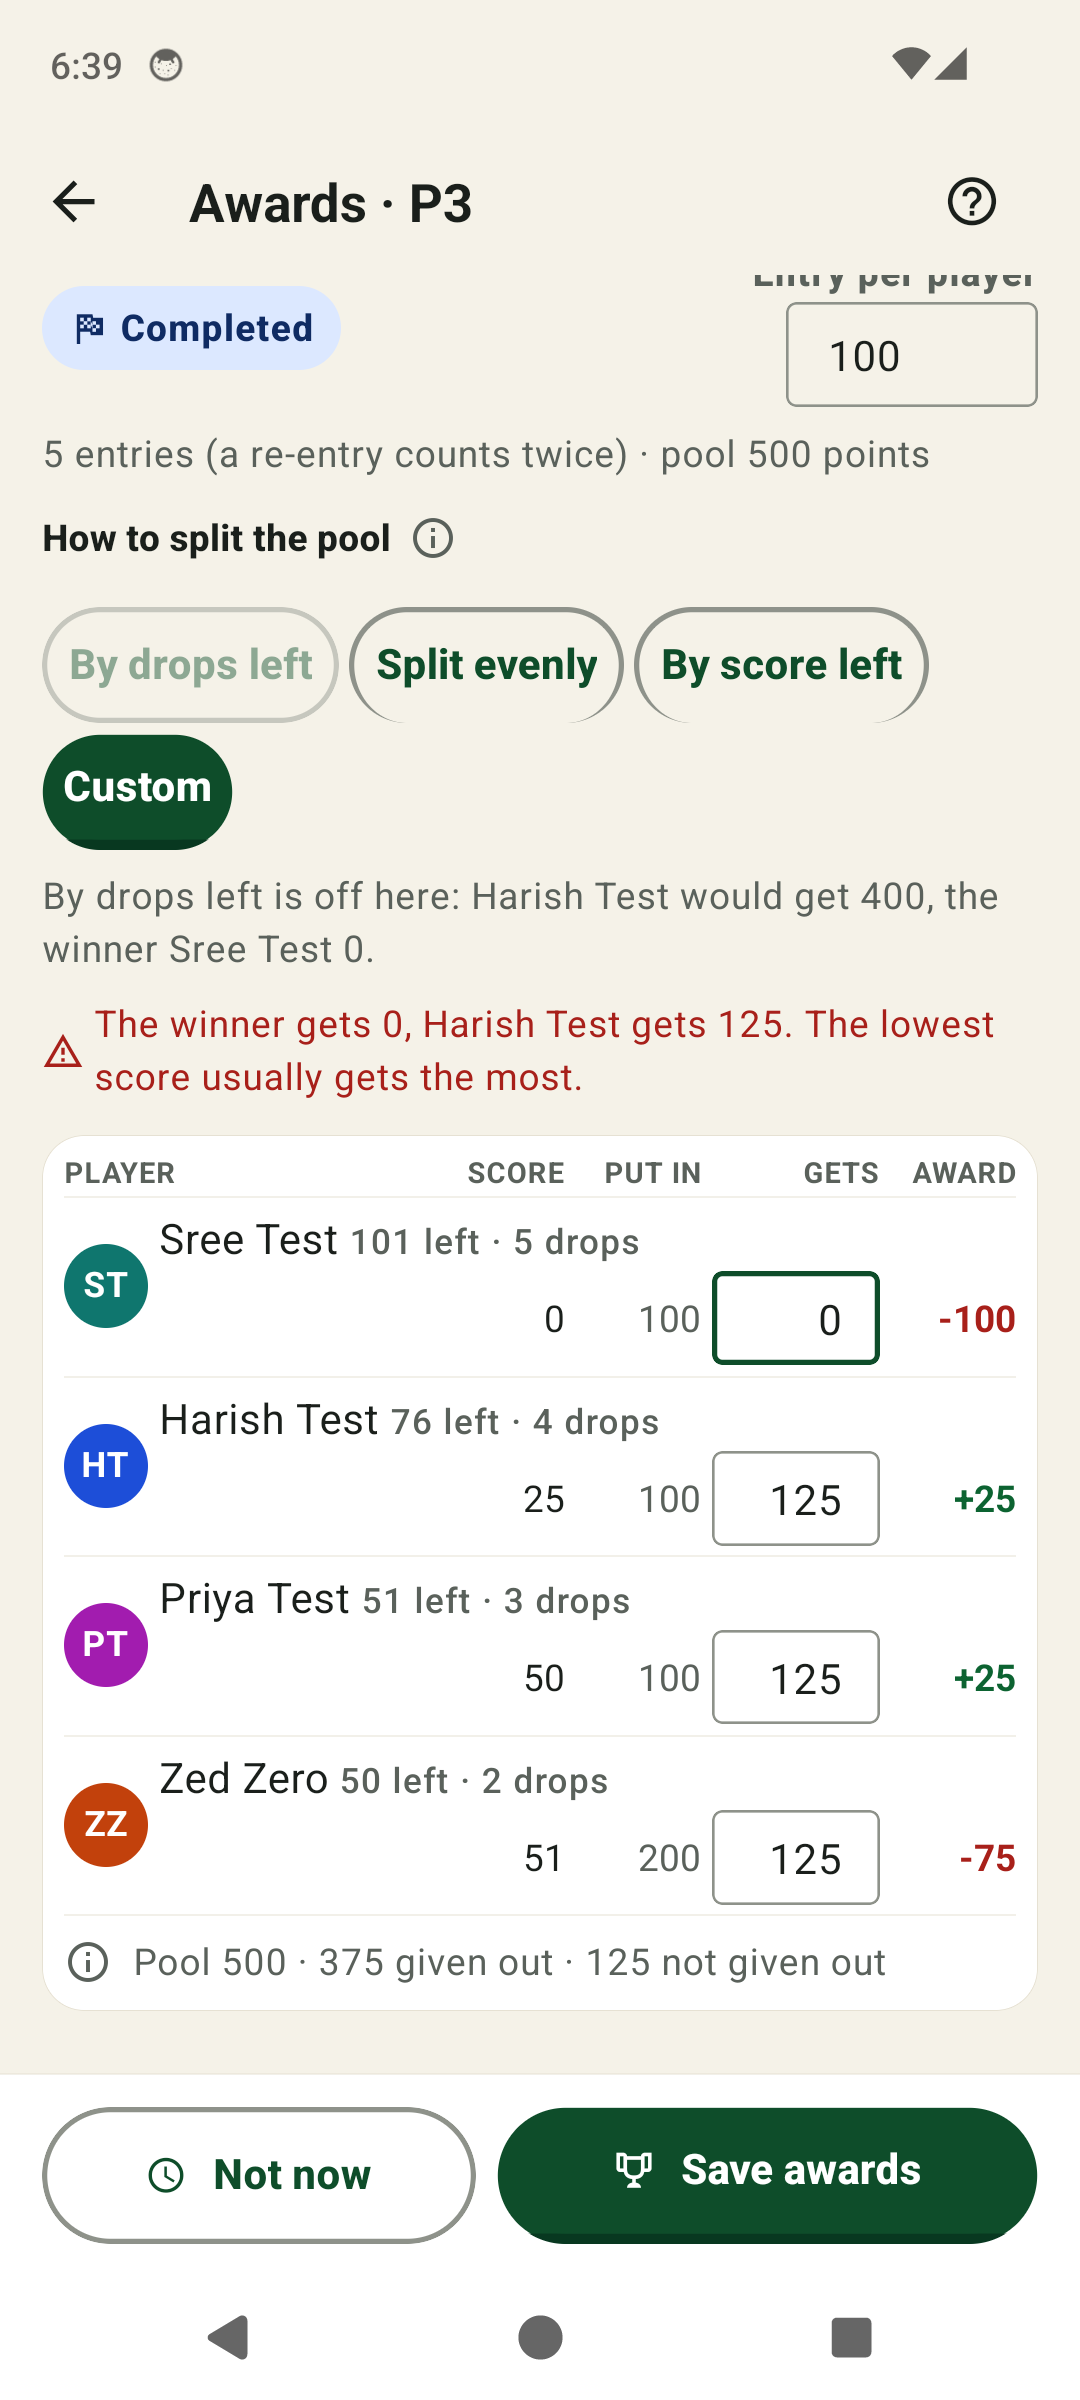 6:39
Awards · P3
Entry per player
Completed
100
5 entries (a re-entry counts twice) · pool 500 points
How to split the pool
By drops left
Split evenly
By score left
Custom
By drops left is off here: Harish Test would get 400, the
winner Sree Test 0.
The winner gets 0, Harish Test gets 125. The lowest
score usually gets the most.
PLAYER SCORE PUT IN GETS AWARD
Sree Test 101 left · 5 drops
ST 0 100 0 -100
Harish Test 76 left · 4 drops
HT 25 100 125 +25
Priya Test 51 left · 3 drops
PT 50 100 125 +25
Zed Zero 50 left · 2 drops
ZZ 51 200 125 -75
Pool 500 · 375 given out · 125 not given out
Not now
Save awards